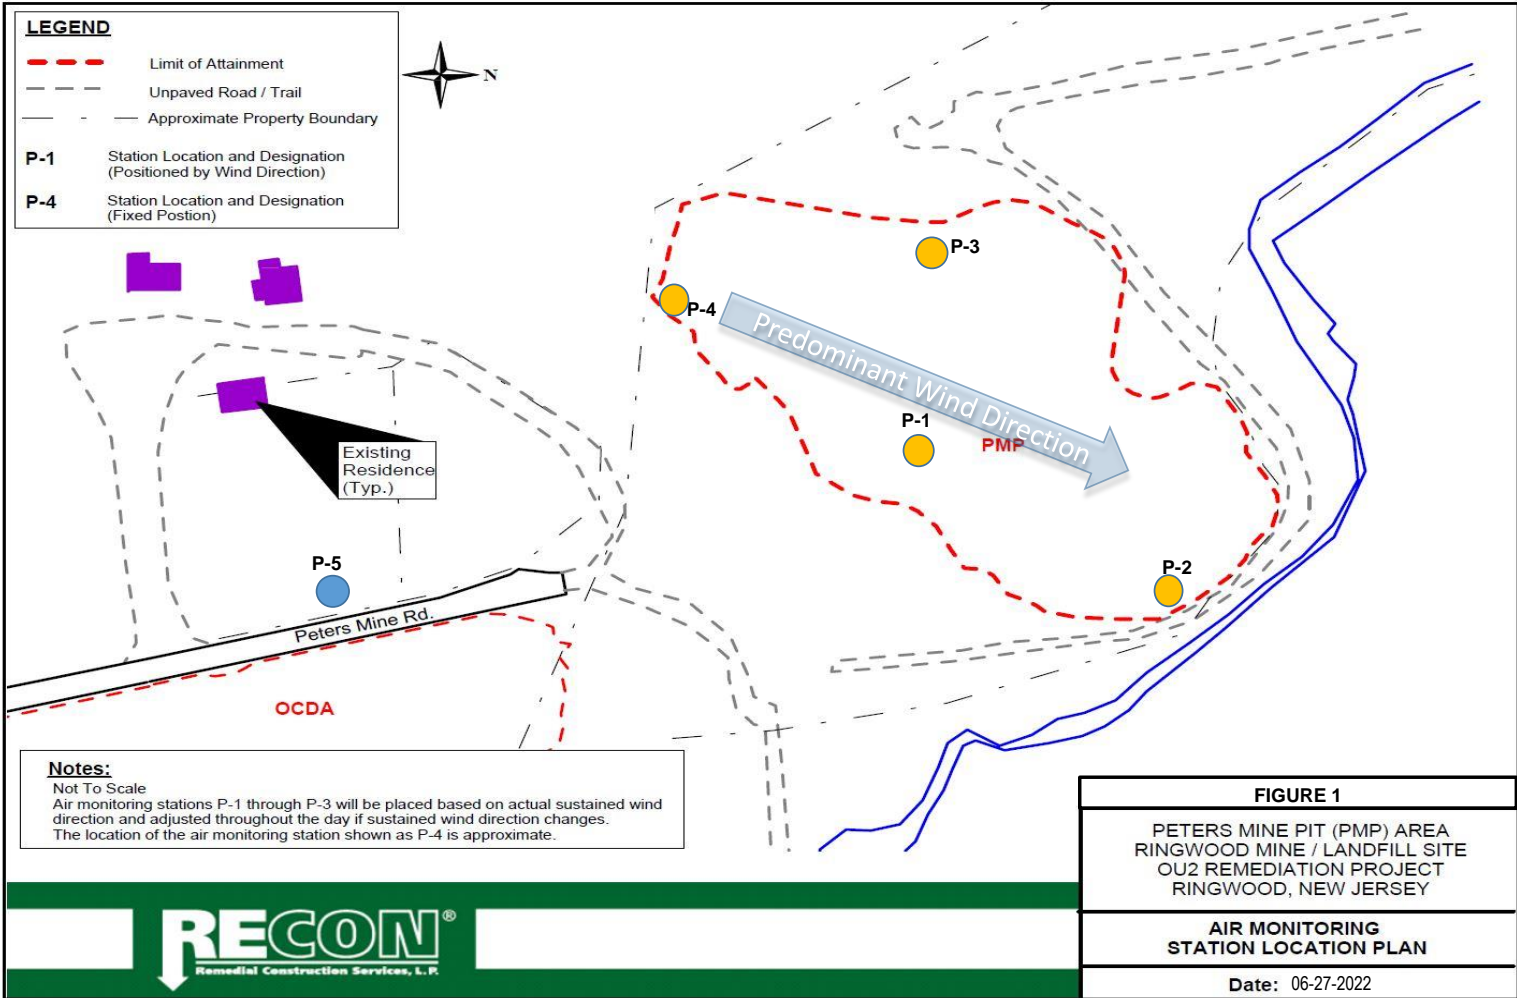 LEGEND
Limit of Attainment
Unpaved Road / Trail
Approximate Property Boundary
P-1 Station Location and Designation
(Positioned by Wind Direction)
P-4 Station Location and Designation
(Fixed Postion)
N
P-3
P-4
Predominant Wind Direction
P-1
PMP
Existing
Residence
(Typ.)
P-5
P-2
Peters Mine Rd.
OCDA
Notes:
Not To Scale
Air monitoring stations P-1 through P-3 will be placed based on actual sustained wind
direction and adjusted throughout the day if sustained wind direction changes.
The location of the air monitoring station shown as P-4 is approximate.
FIGURE 1
PETERS MINE PIT (PMP) AREA
RINGWOOD MINE / LANDFILL SITE
OU2 REMEDIATION PROJECT
RINGWOOD, NEW JERSEY
AIR MONITORING
STATION LOCATION PLAN
Date: 06-27-2022
RECON®
Remedial Construction Services, L.P.